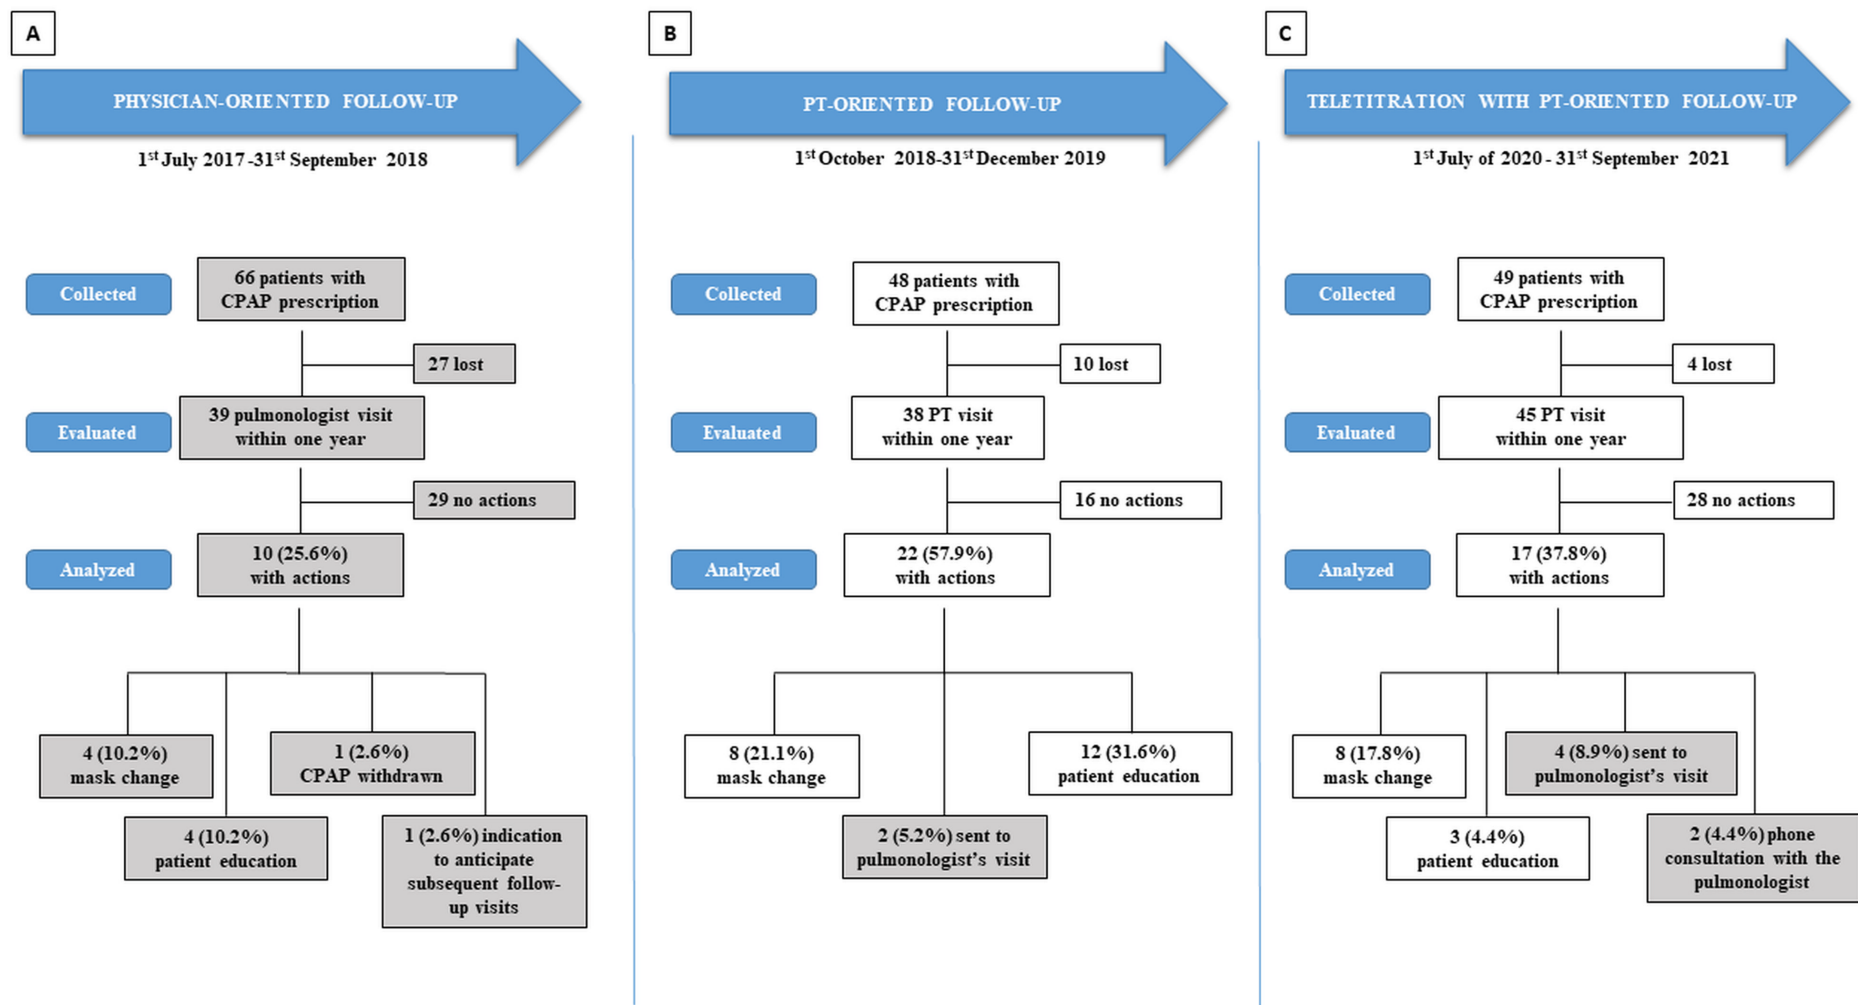 A
PHYSICIAN-ORIENTED FOLLOW-UP
1st July 2017-31st September 2018
Collected
66 patients with
CPAP prescription
27 lost
Evaluated
39 pulmonologist visit
within one year
29 no actions
Analyzed
10 (25.6%)
with actions
4 (10.2%)
mask change
1 (2.6%)
CPAP withdrawn
4 (10.2%)
patient education
1 (2.6%) indication
to anticipate
subsequent follow-
up visits
B
PT-ORIENTED FOLLOW-UP
1st October 2018-31st December 2019
Collected
48 patients with
CPAP prescription
10 lost
Evaluated
38 PT visit
within one year
16 no actions
Analyzed
22 (57.9%)
with actions
8 (21.1%)
mask change
12 (31.6%)
patient education
2 (5.2%) sent to
pulmonologist's visit
C
TELETITRATION WITH PT-ORIENTED FOLLOW-UP
1st July of 2020 - 31st September 2021
Collected
49 patients with
CPAP prescription
4 lost
Evaluated
45 PT visit
within one year
28 no actions
Analyzed
17 (37.8%)
with actions
8 (17.8%)
mask change
4 (8.9%) sent to
pulmonologist's visit
3 (4.4%)
patient education
2 (4.4%) phone
consultation with the
pulmonologist